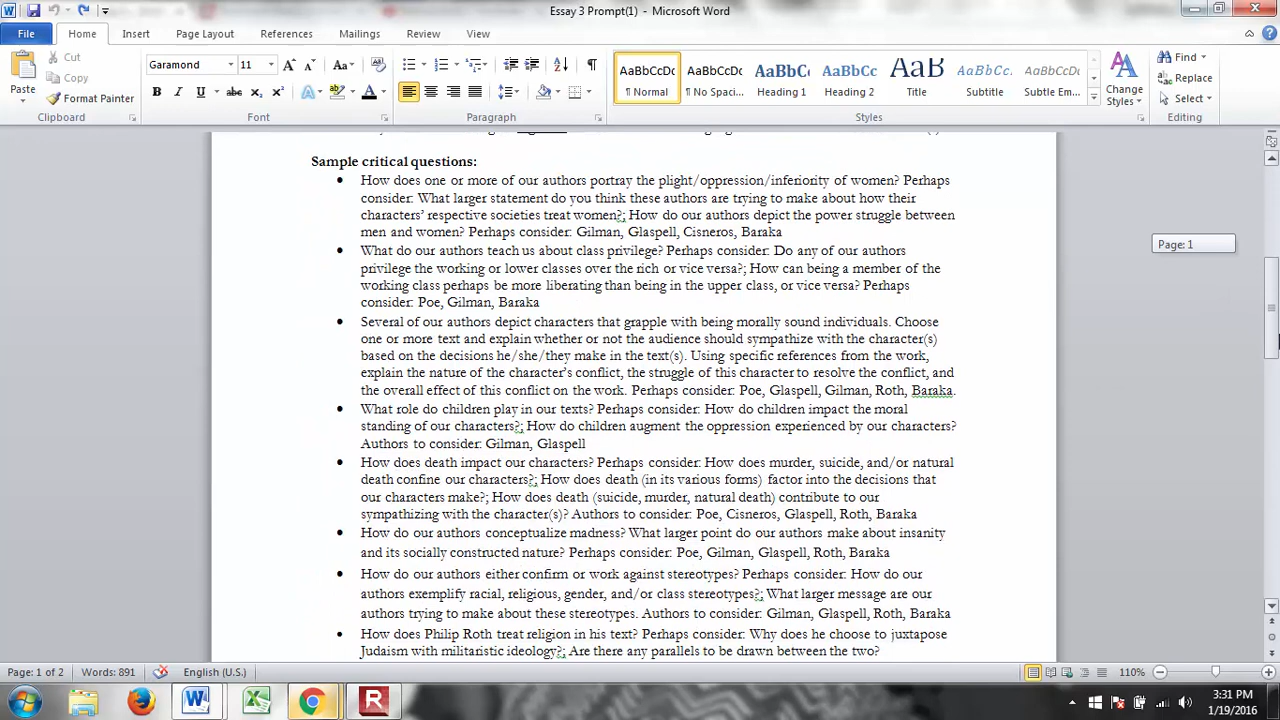 Essay 3 Prompt(1) - Microsoft Word
File Home Insert Page Layout References Mailings Review View
Cut
Copy
Format Painter
Paste
Clipboard
Garamond 11
Font
Paragraph
AaBbCcDc AaBbCcDc AaBbCc AaBbCc AaB AaBbCcL AaBbCcDc
¶ Normal ¶ No Spaci... Heading 1 Heading 2 Title Subtitle Subtle Em...
Styles
Change Styles
Find
Replace
Select
Editing
Sample critical questions:
• How does one or more of our authors portray the plight/oppression/inferiority of women? Perhaps
consider: What larger statement do you think these authors are trying to make about how their
characters' respective societies treat women?; How do our authors depict the power struggle between
men and women? Perhaps consider: Gilman, Glaspell, Cisneros, Baraka
• What do our authors teach us about class privilege? Perhaps consider: Do any of our authors
privilege the working or lower classes over the rich or vice versa?; How can being a member of the
working class perhaps be more liberating than being in the upper class, or vice versa? Perhaps
consider: Poe, Gilman, Baraka
• Several of our authors depict characters that grapple with being morally sound individuals. Choose
one or more text and explain whether or not the audience should sympathize with the character(s)
based on the decisions he/she/they make in the text(s). Using specific references from the work,
explain the nature of the character's conflict, the struggle of this character to resolve the conflict, and
the overall effect of this conflict on the work. Perhaps consider: Poe, Glaspell, Gilman, Roth, Baraka.
• What role do children play in our texts? Perhaps consider: How do children impact the moral
standing of our characters?; How do children augment the oppression experienced by our characters?
Authors to consider: Gilman, Glaspell
• How does death impact our characters? Perhaps consider: How does murder, suicide, and/or natural
death confine our characters?; How does death (in its various forms) factor into the decisions that
our characters make?; How does death (suicide, murder, natural death) contribute to our
sympathizing with the character(s)? Authors to consider: Poe, Cisneros, Glaspell, Roth, Baraka
• How do our authors conceptualize madness? What larger point do our authors make about insanity
and its socially constructed nature? Perhaps consider: Poe, Gilman, Glaspell, Roth, Baraka
• How do our authors either confirm or work against stereotypes? Perhaps consider: How do our
authors exemplify racial, religious, gender, and/or class stereotypes?; What larger message are our
authors trying to make about these stereotypes. Authors to consider: Gilman, Glaspell, Roth, Baraka
• How does Philip Roth treat religion in his text? Perhaps consider: Why does he choose to juxtapose
Judaism with militaristic ideology?; Are there any parallels to be drawn between the two?
Page: 1
Page: 1 of 2 Words: 891 English (U.S.) 110%
3:31 PM
1/19/2016